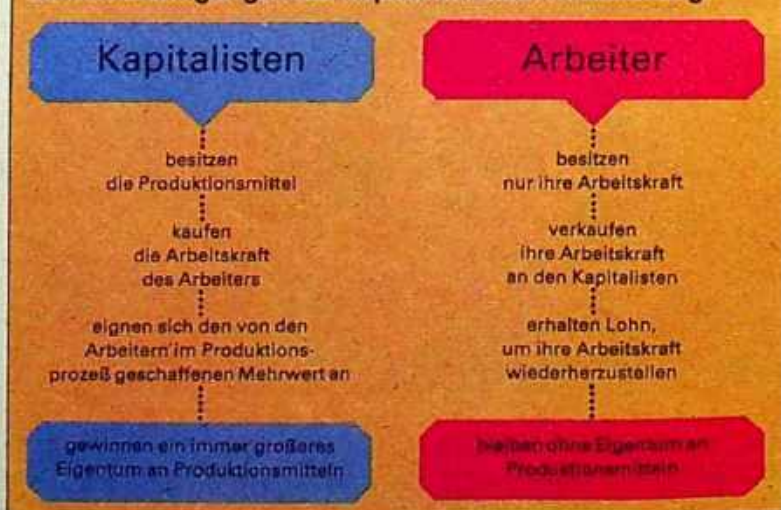 Kapitalisten
besitzen
die Produktionsmittel
kaufen
die Arbeitskraft
des Arbeiters
eignen sich den von den
Arbeitern im Produktions-
prozeß geschaffenen Mehrwert an
gewinnen ein immer größeres
Eigentum an Produktionsmitteln
Arbeiter
besitzen
nur ihre Arbeitskraft
verkaufen
ihre Arbeitskraft
an den Kapitalisten
erhalten Lohn,
um ihre Arbeitskraft
wiederherzustellen
bleiben ohne Eigentum an
Produktionsmitteln